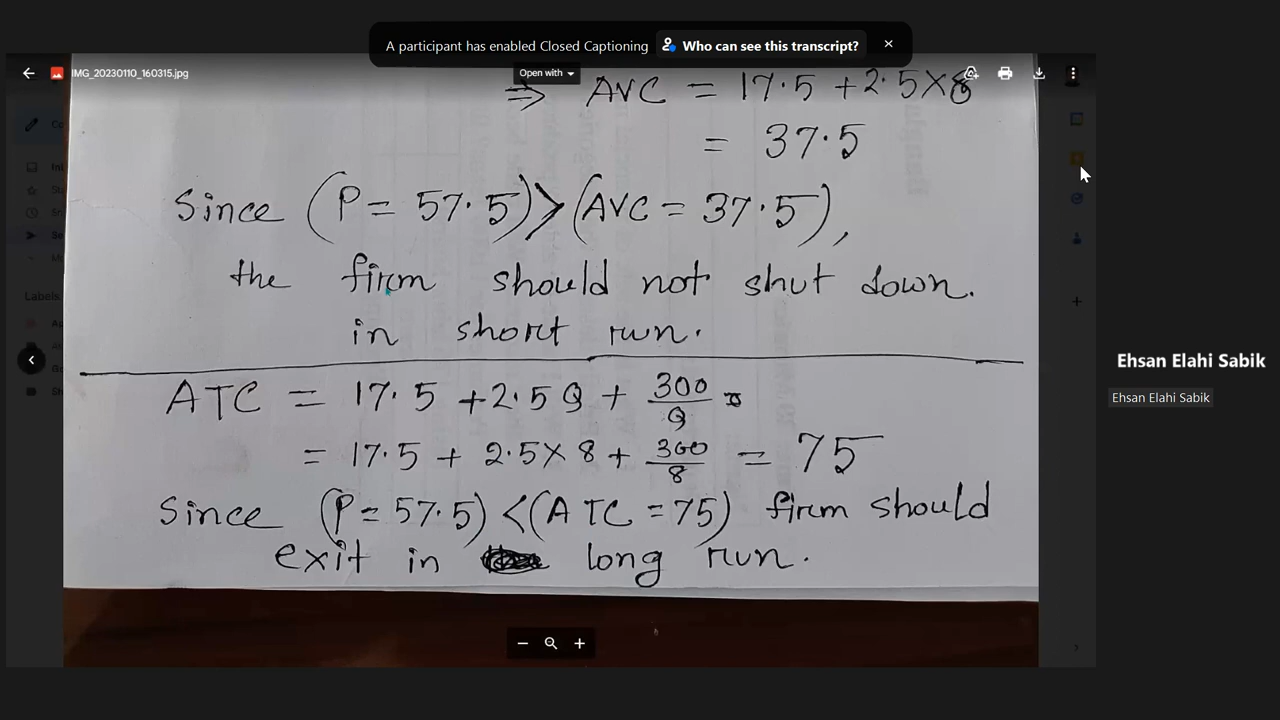 A participant has enabled Closed Captioning Who can see this transcript?
IMG_20230110_160315.jpg
Open with
⇒ AVC = 17.5 + 2.5 × 8
= 37.5
Since (P = 57.5) > (AVC = 37.5),
the firm should not shut down.
in short run.
ATC = 17.5 + 2.5Q + 300/Q
= 17.5 + 2.5 × 8 + 300/8 = 75
Since (P = 57.5) < (ATC = 75) firm should
exit in long run.
Labels
Ehsan Elahi Sabik
Ehsan Elahi Sabik